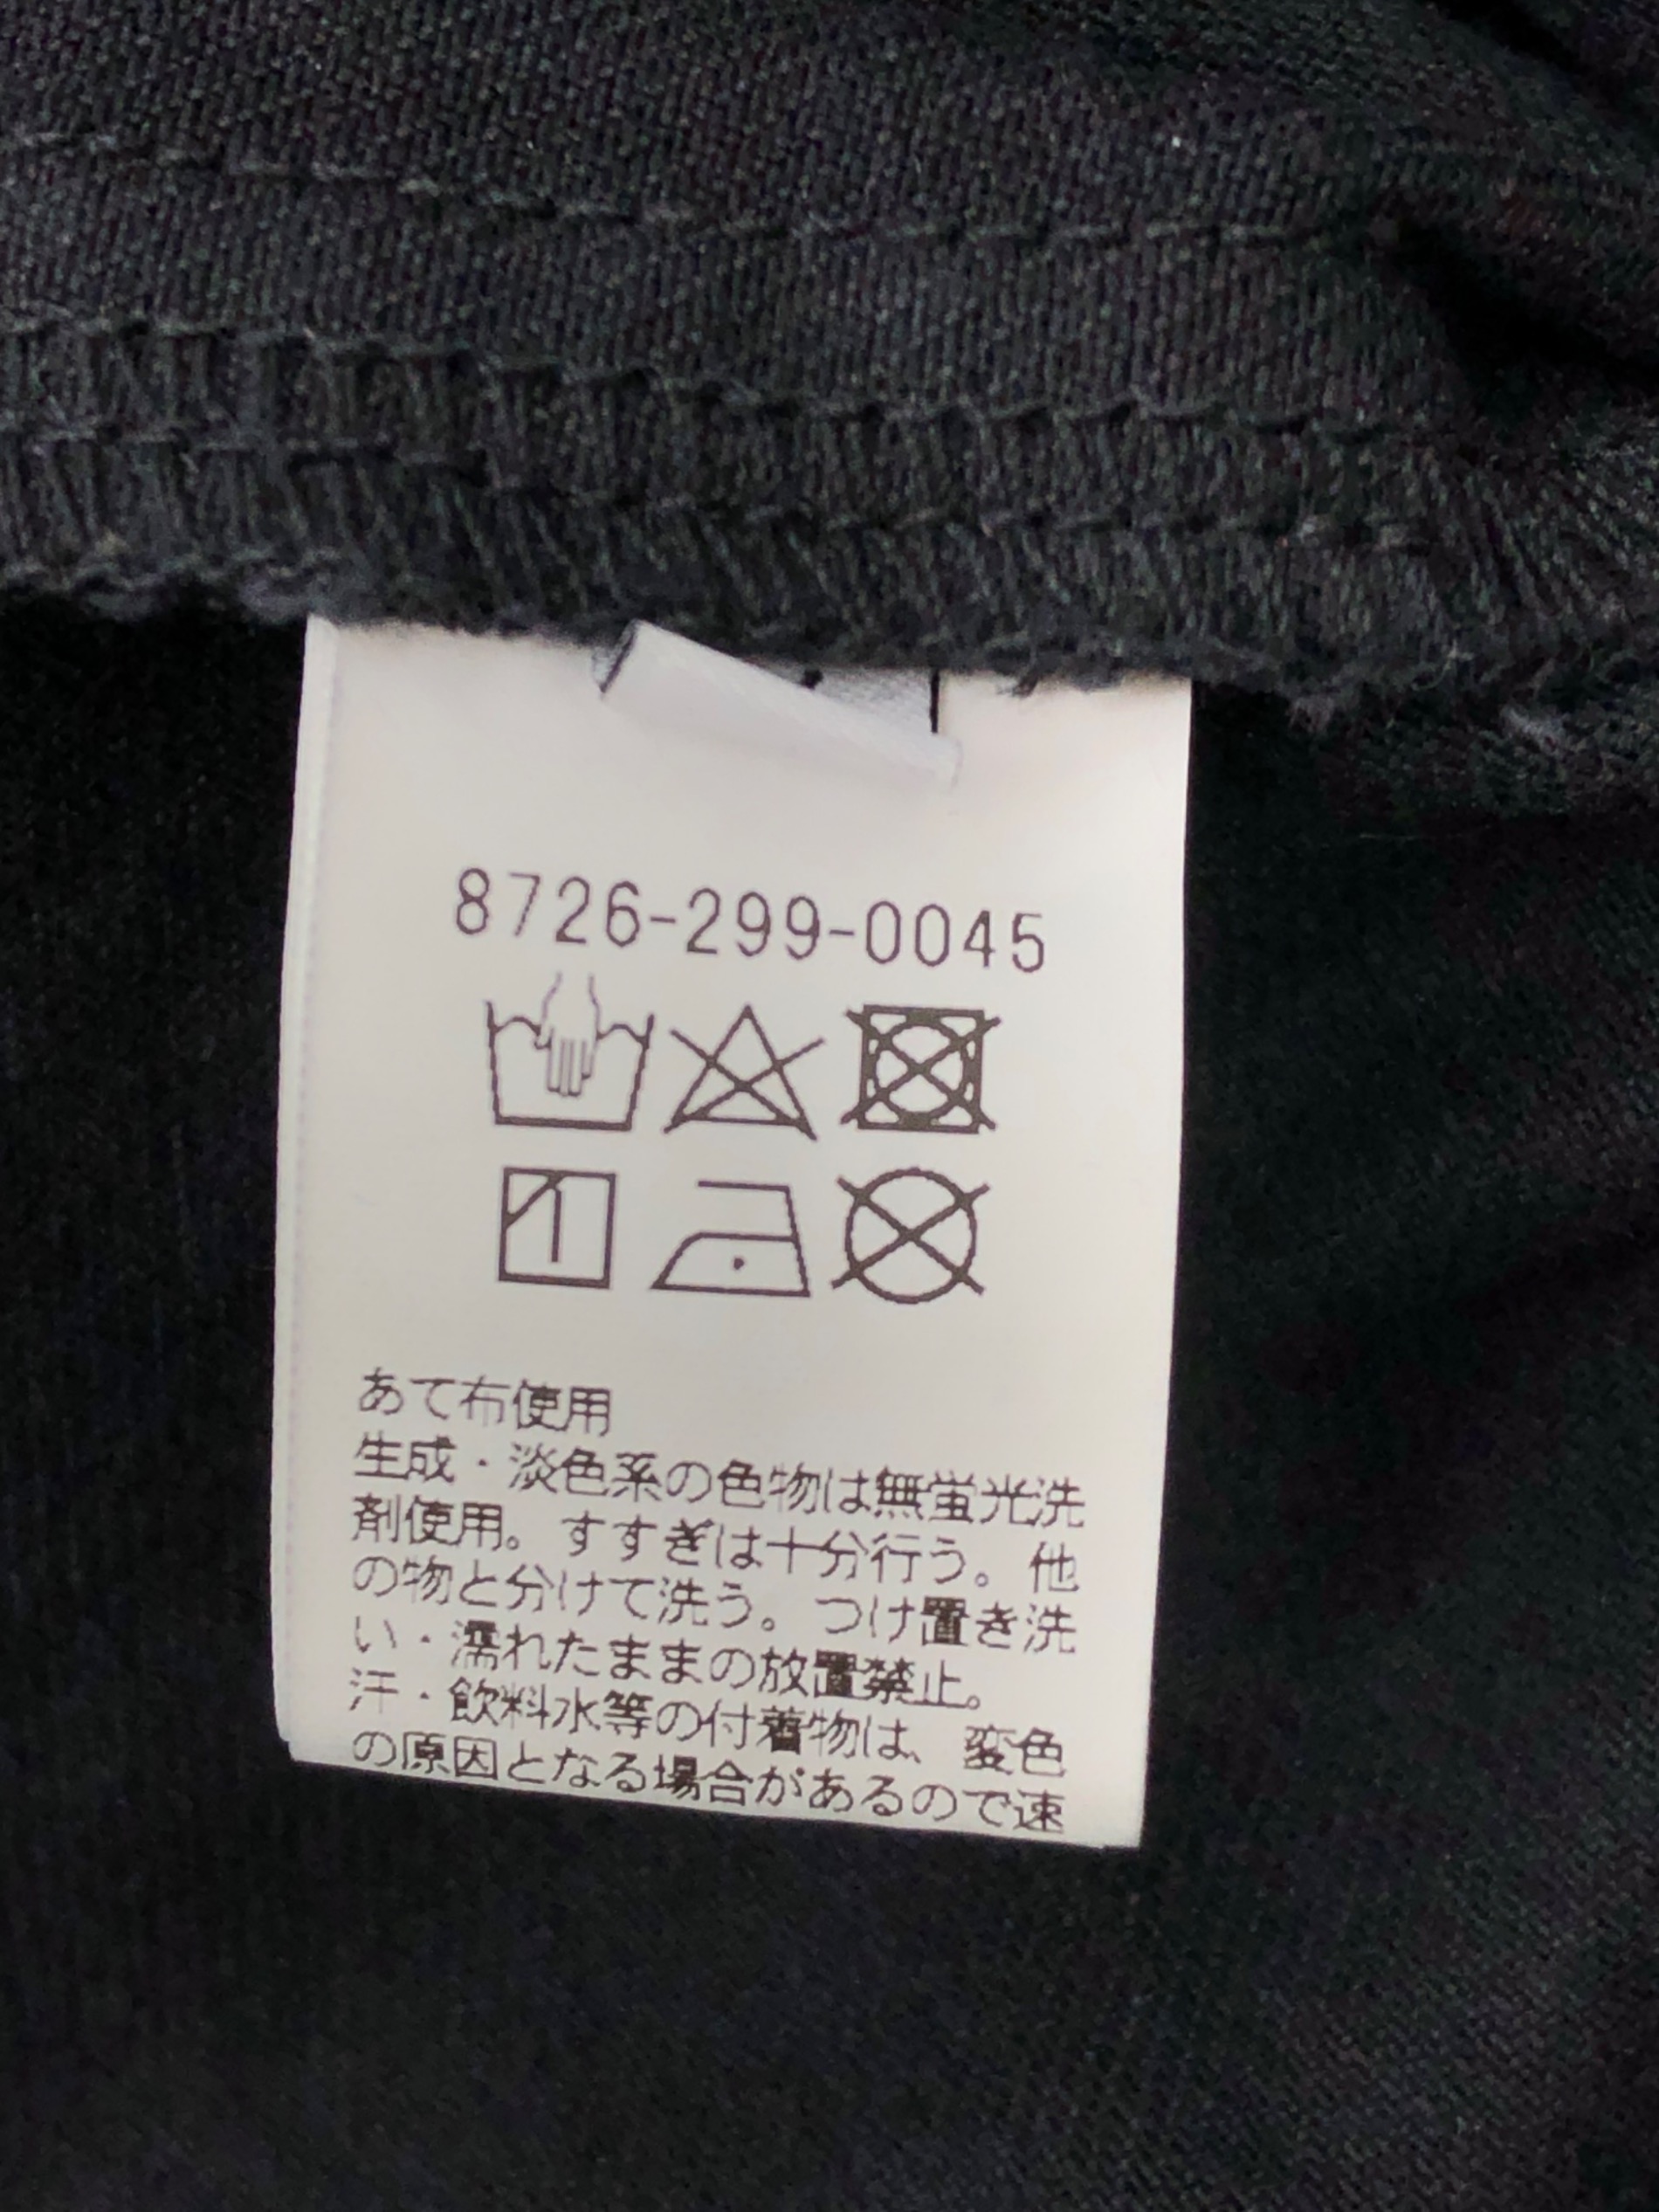 8726-299-0045
あて布使用
生成・淡色系の色物は無蛍光洗
剤使用。すすぎは十分行う。他
の物と分けて洗う。つけ置き洗
い・濡れたままの放置禁止。
汗・飲料水等の付着物は、変色
の原因となる場合があるので速